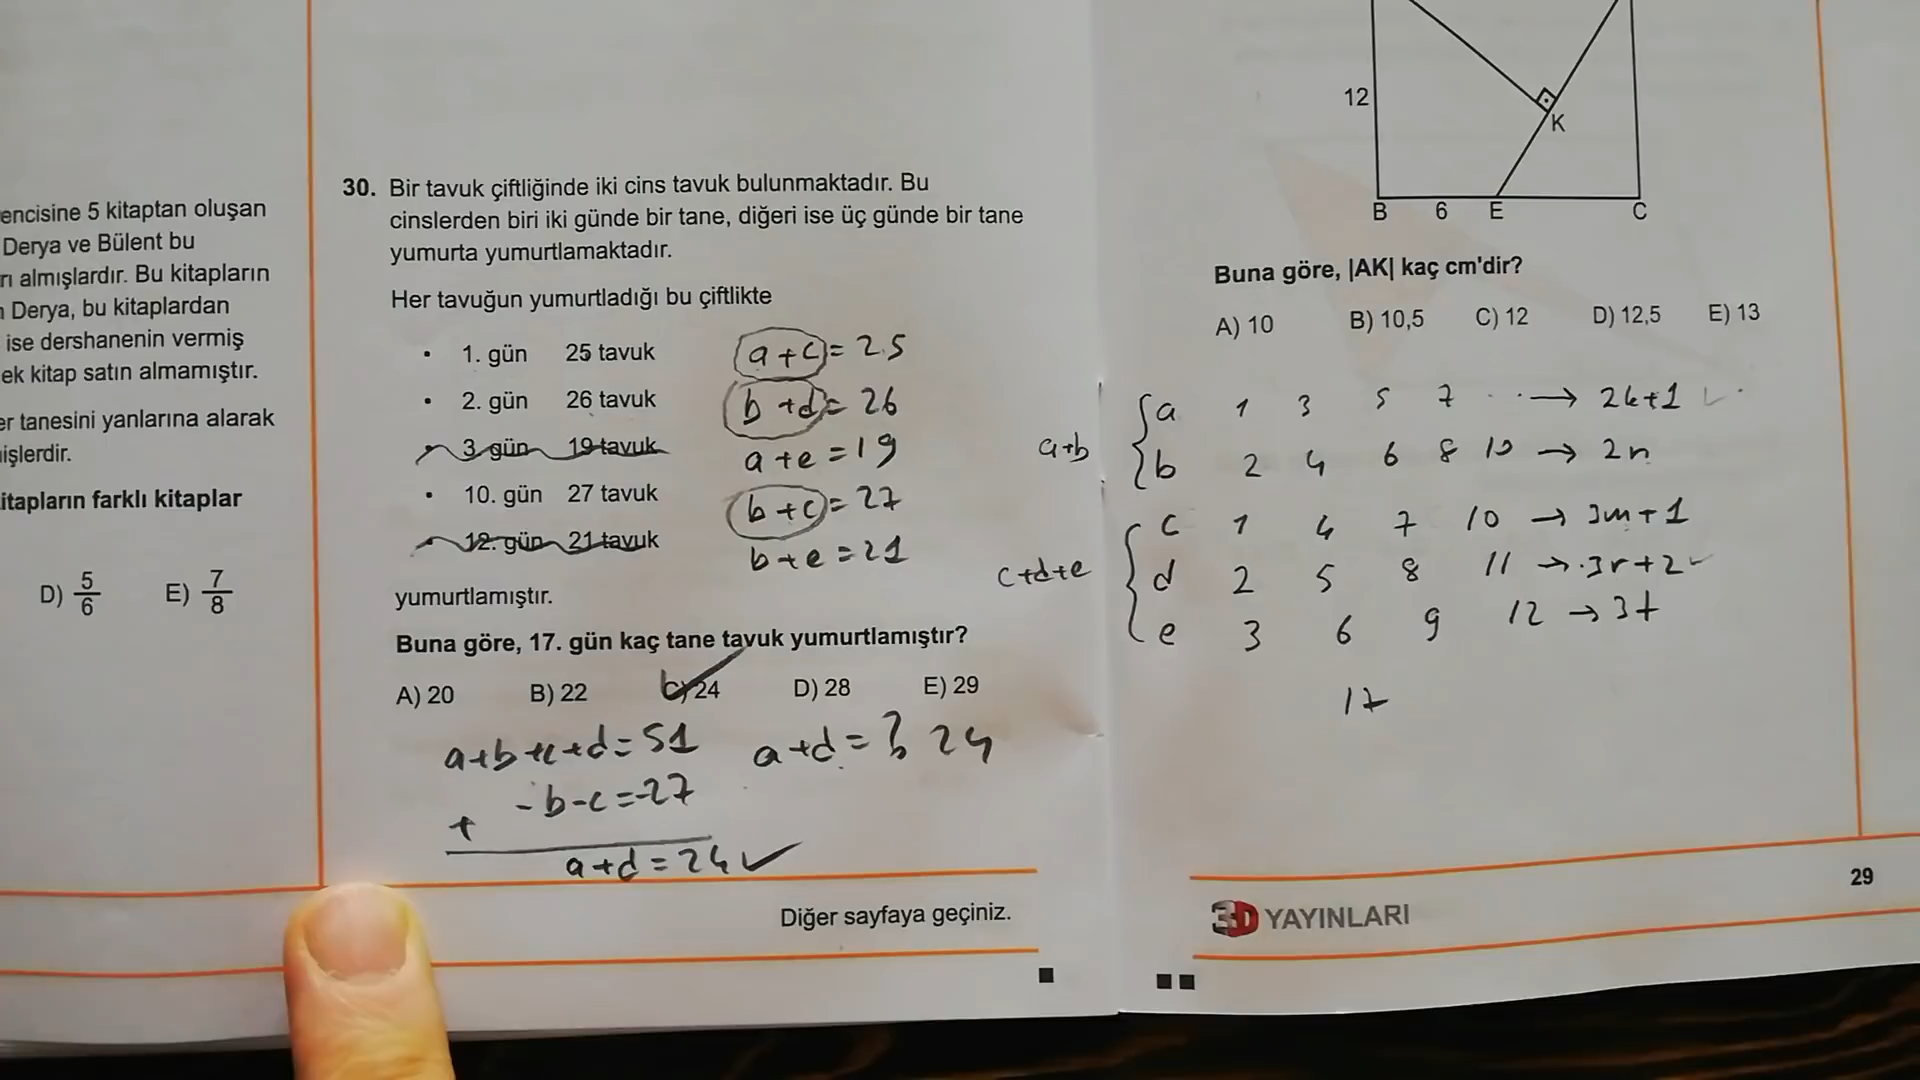 encisine 5 kitaptan oluşan
Derya ve Bülent bu
rı almışlardır. Bu kitapların
Derya, bu kitaplardan
ise dershanenin vermiş
ek kitap satın almamıştır.
er tanesini yanlarına alarak
işlerdir.
itapların farklı kitaplar
D) 5/6 E) 7/8
30. Bir tavuk çiftliğinde iki cins tavuk bulunmaktadır. Bu
cinslerden biri iki günde bir tane, diğeri ise üç günde bir tane
yumurta yumurtlamaktadır.
Her tavuğun yumurtladığı bu çiftlikte
• 1. gün 25 tavuk a+c = 25
• 2. gün 26 tavuk b+d = 26
3. gün 19 tavuk a+e = 19
• 10. gün 27 tavuk b+c = 27
12. gün 21 tavuk b+e = 21
yumurtlamıştır.
Buna göre, 17. gün kaç tane tavuk yumurtlamıştır?
A) 20 B) 22 C) 24 D) 28 E) 29
a+b+c+d = 51 a+d = ? 24
-b-c = -27
+
a+d = 24 ✓
Diğer sayfaya geçiniz.
12
K
B 6 E C
Buna göre, |AK| kaç cm'dir?
A) 10 B) 10,5 C) 12 D) 12,5 E) 13
a+b
a 1 3 5 7 .. → 2k+1 ✓
b 2 4 6 8 10 → 2n
c+d+e
c 1 4 7 10 → 3m+1
d 2 5 8 11 → 3r+2 ✓
e 3 6 9 12 → 3t
17
29
3D YAYINLARI